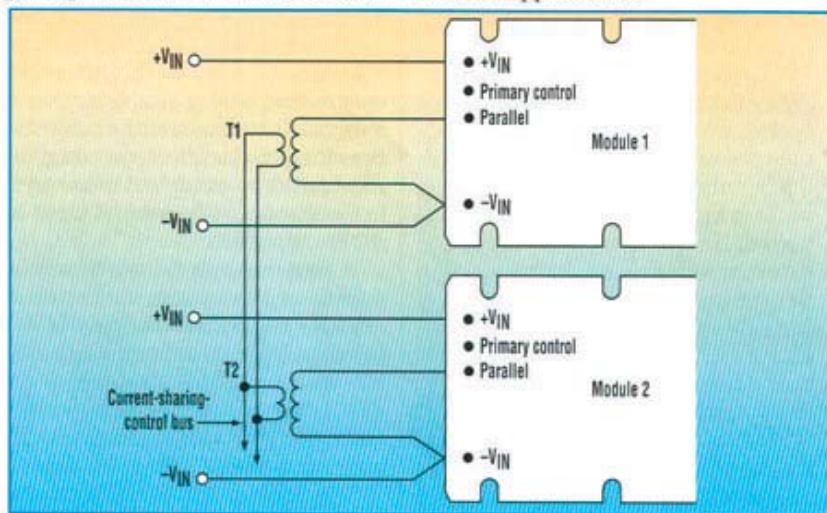 +VIN
+VIN
Primary control
T1
Parallel
Module 1
-VIN
-VIN
+VIN
+VIN
Primary control
T2
Parallel
Module 2
Current-sharing-
control bus
-VIN
-VIN